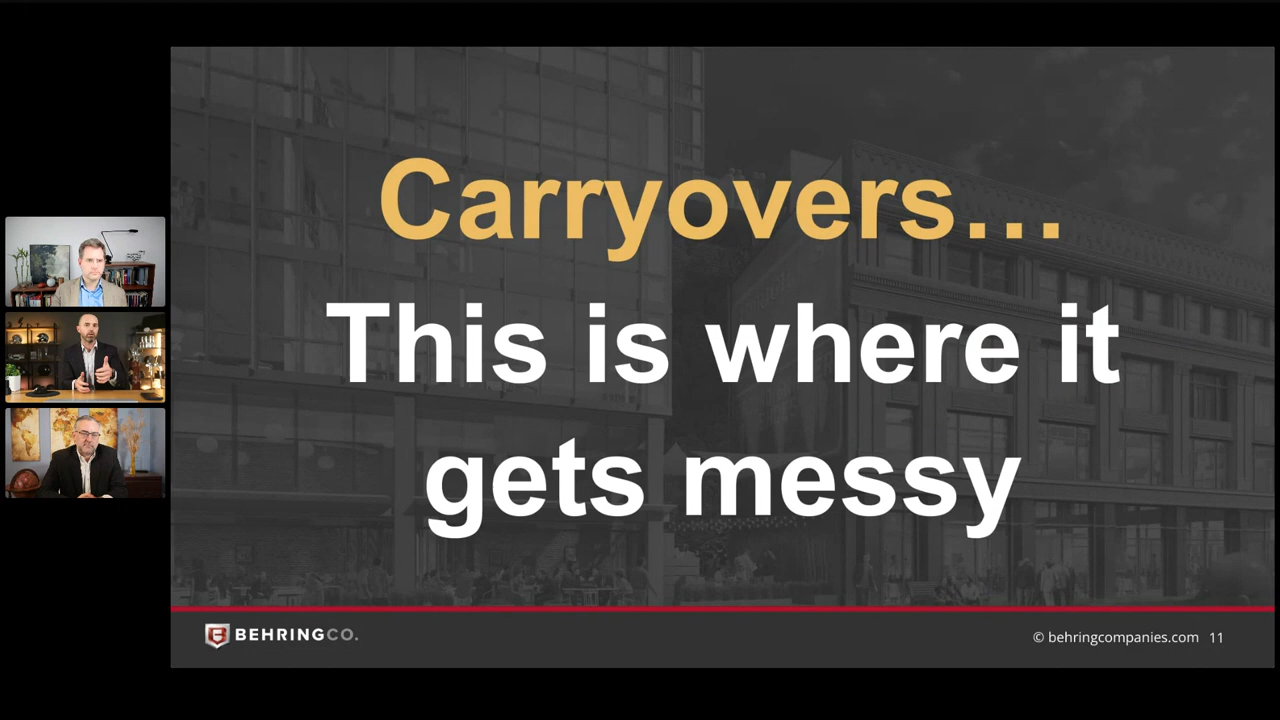 Carryovers...
This is where it
gets messy
BEHRINGCO.
© behringcompanies.com 11